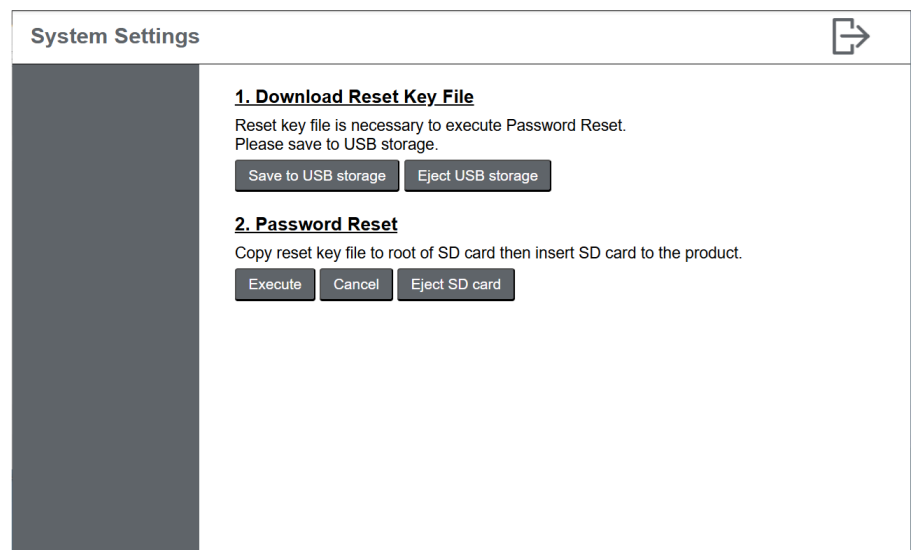 System Settings
1. Download Reset Key File
Reset key file is necessary to execute Password Reset.
Please save to USB storage.
Save to USB storage Eject USB storage
2. Password Reset
Copy reset key file to root of SD card then insert SD card to the product.
Execute Cancel Eject SD card